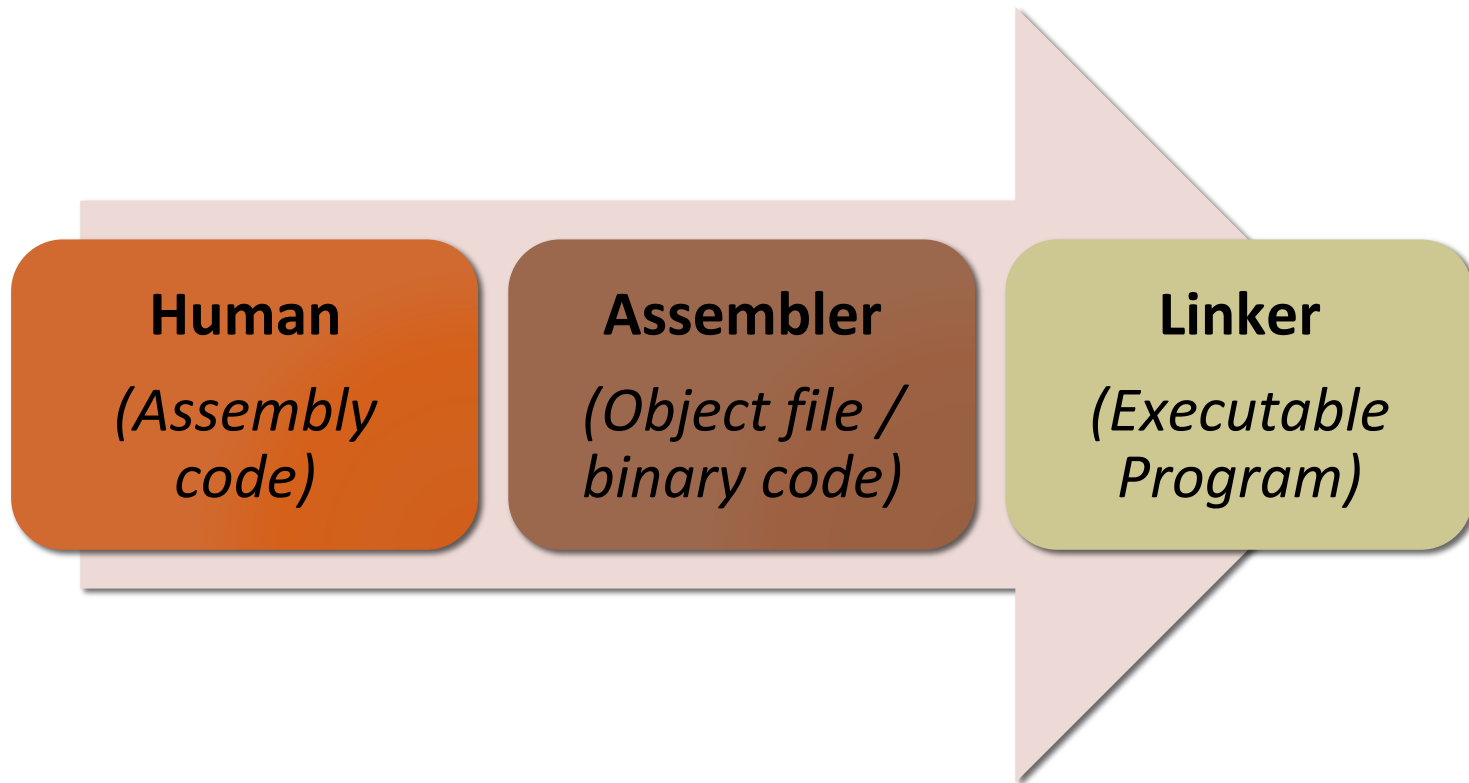 Human
(Assembly
code)
Assembler
(Object file /
binary code)
Linker
(Executable
Program)